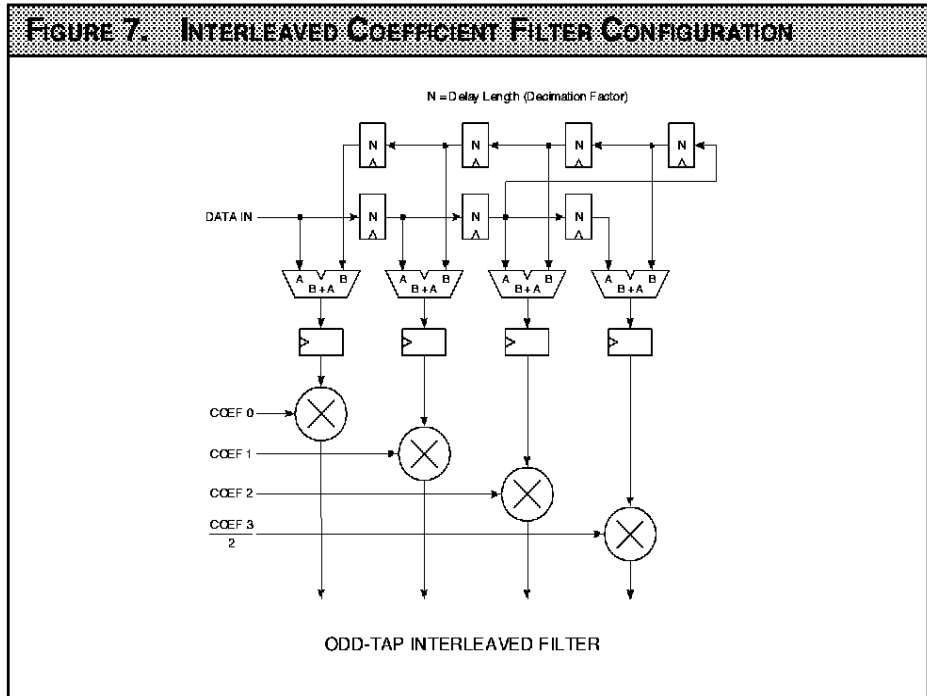 FIGURE 7. INTERLEAVED COEFFICIENT FILTER CONFIGURATION
N = Delay Length (Decimation Factor)
N N N N
DATA IN N N N
A B A B A B A B
B + A B + A B + A B + A
COEF 0
COEF 1
COEF 2
COEF 3
2
ODD-TAP INTERLEAVED FILTER